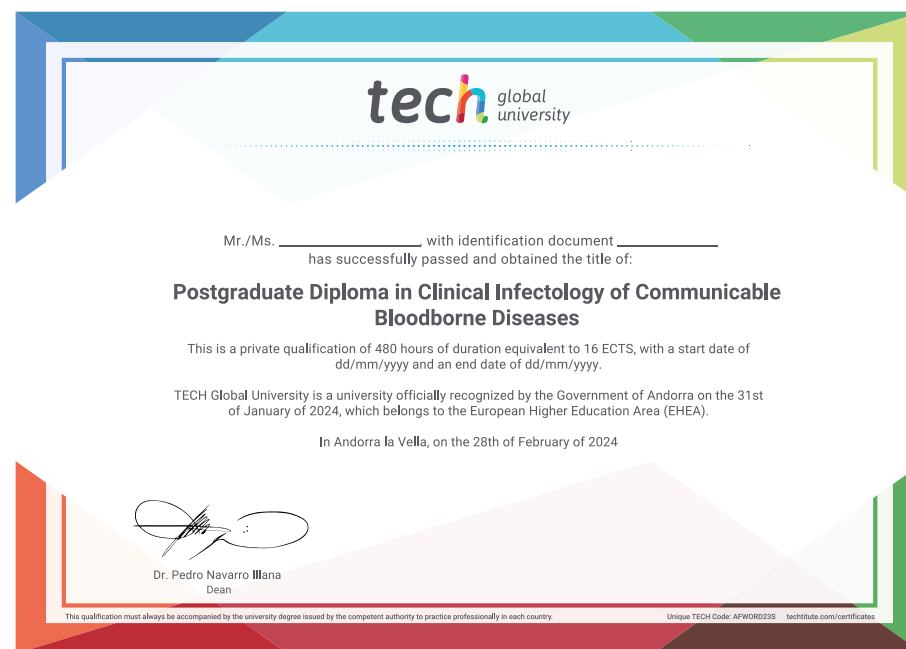 tech global
university
Mr./Ms. ____________, with identification document ____________
has successfully passed and obtained the title of:
Postgraduate Diploma in Clinical Infectology of Communicable
Bloodborne Diseases
This is a private qualification of 480 hours of duration equivalent to 16 ECTS, with a start date of
dd/mm/yyyy and an end date of dd/mm/yyyy.
TECH Global University is a university officially recognized by the Government of Andorra on the 31st
of January of 2024, which belongs to the European Higher Education Area (EHEA).
In Andorra la Vella, on the 28th of February of 2024
Dr. Pedro Navarro Illana
Dean
This qualification must always be accompanied by the university degree issued by the competent authority to practice professionally in each country. Unique TECH Code: AFWORD23S techtitute.com/certificates